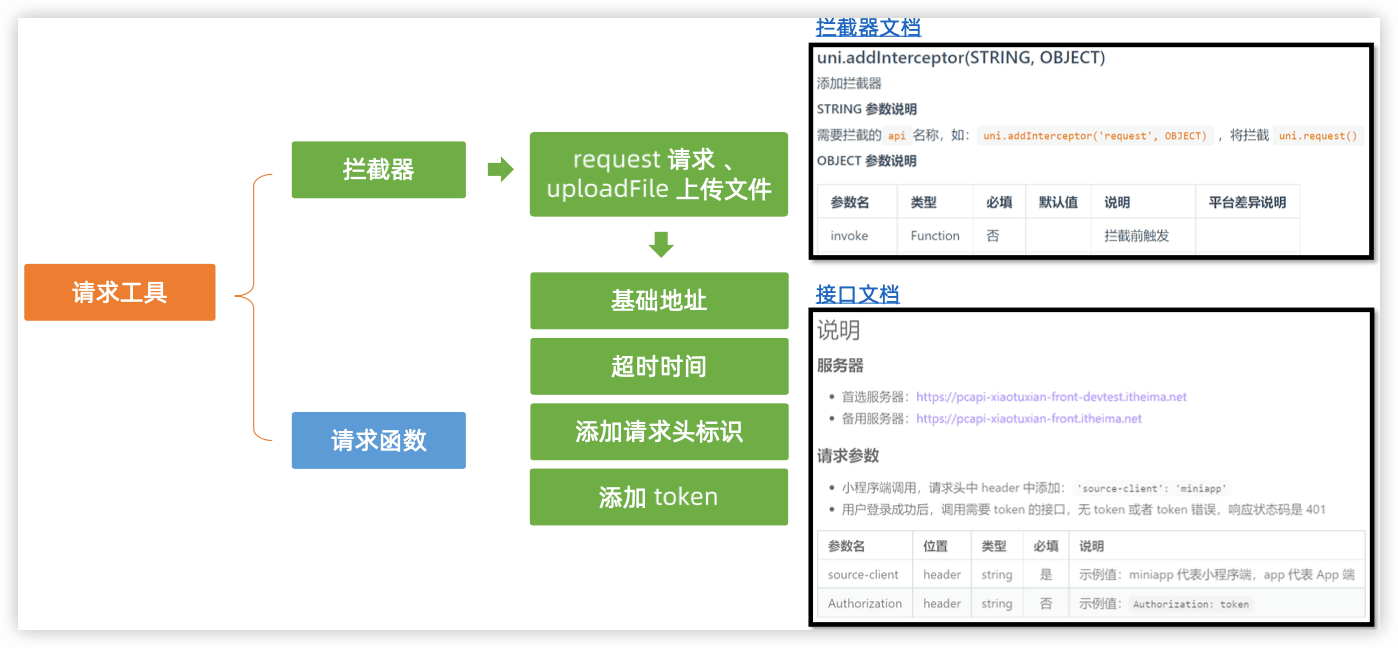 请求工具
拦截器
请求函数
request 请求 、
uploadFile 上传文件
基础地址
超时时间
添加请求头标识
添加 token
拦截器文档
uni.addInterceptor(STRING, OBJECT)
添加拦截器
STRING 参数说明
需要拦截的 api 名称，如： uni.addInterceptor('request', OBJECT) ，将拦截 uni.request()
OBJECT 参数说明
参数名 类型 必填 默认值 说明 平台差异说明
invoke Function 否 拦截前触发
接口文档
说明
服务器
• 首选服务器：https://pcapi-xiaotuxian-front-devtest.itheima.net
• 备用服务器：https://pcapi-xiaotuxian-front.itheima.net
请求参数
• 小程序端调用，请求头中 header 中添加： 'source-client': 'miniapp'
• 用户登录成功后，调用需要 token 的接口，无 token 或者 token 错误，响应状态码是 401
参数名 位置 类型 必填 说明
source-client header string 是 示例值：miniapp 代表小程序端，app 代表 App 端
Authorization header string 否 示例值： Authorization: token